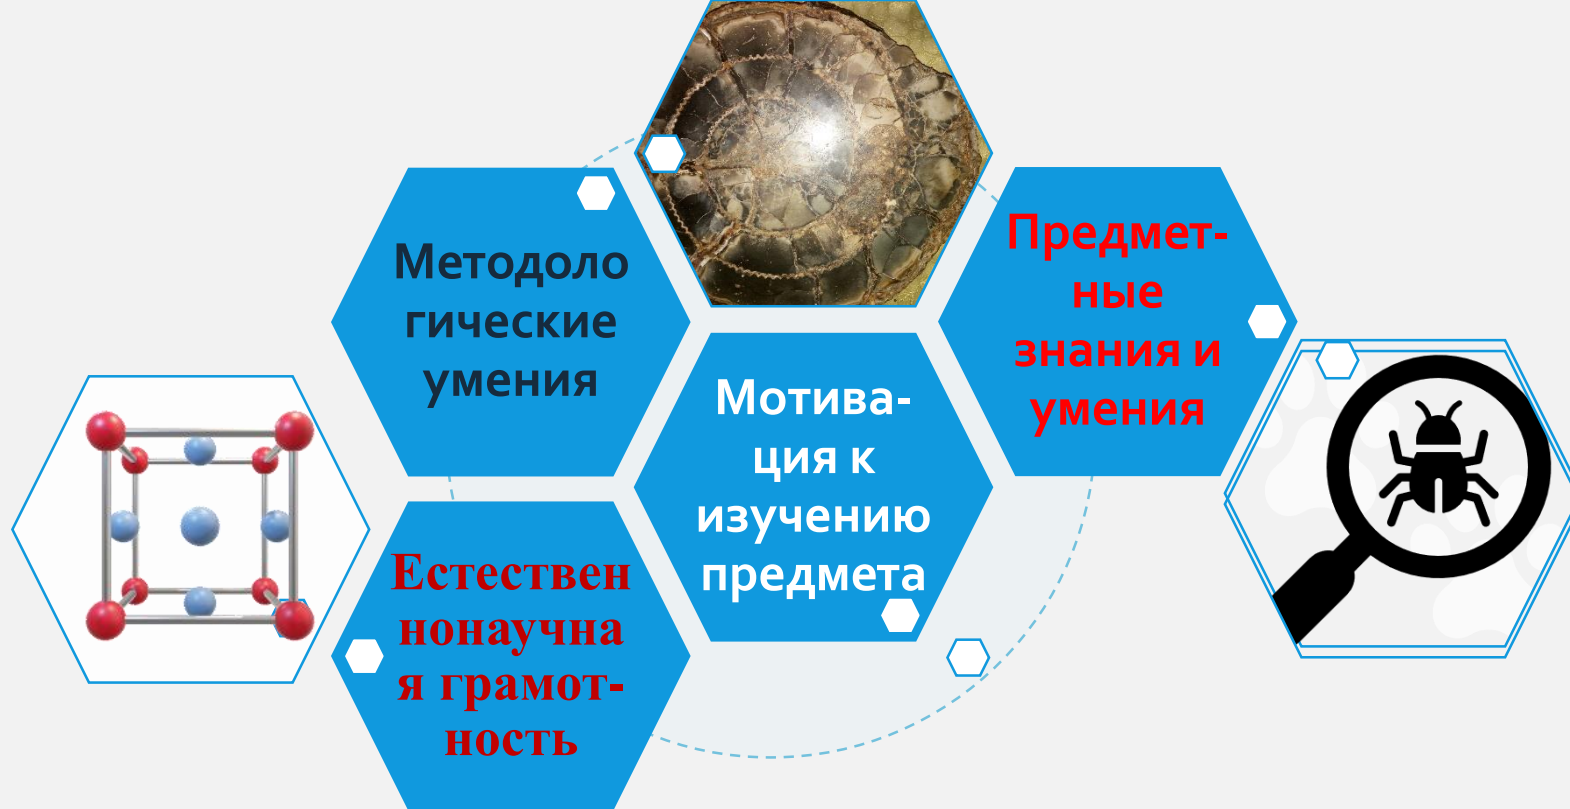 Методоло
гические
умения
Предмет-
ные
знания и
умения
Мотива-
ция к
изучению
предмета
Естествен
нонаучна
я грамот-
ность